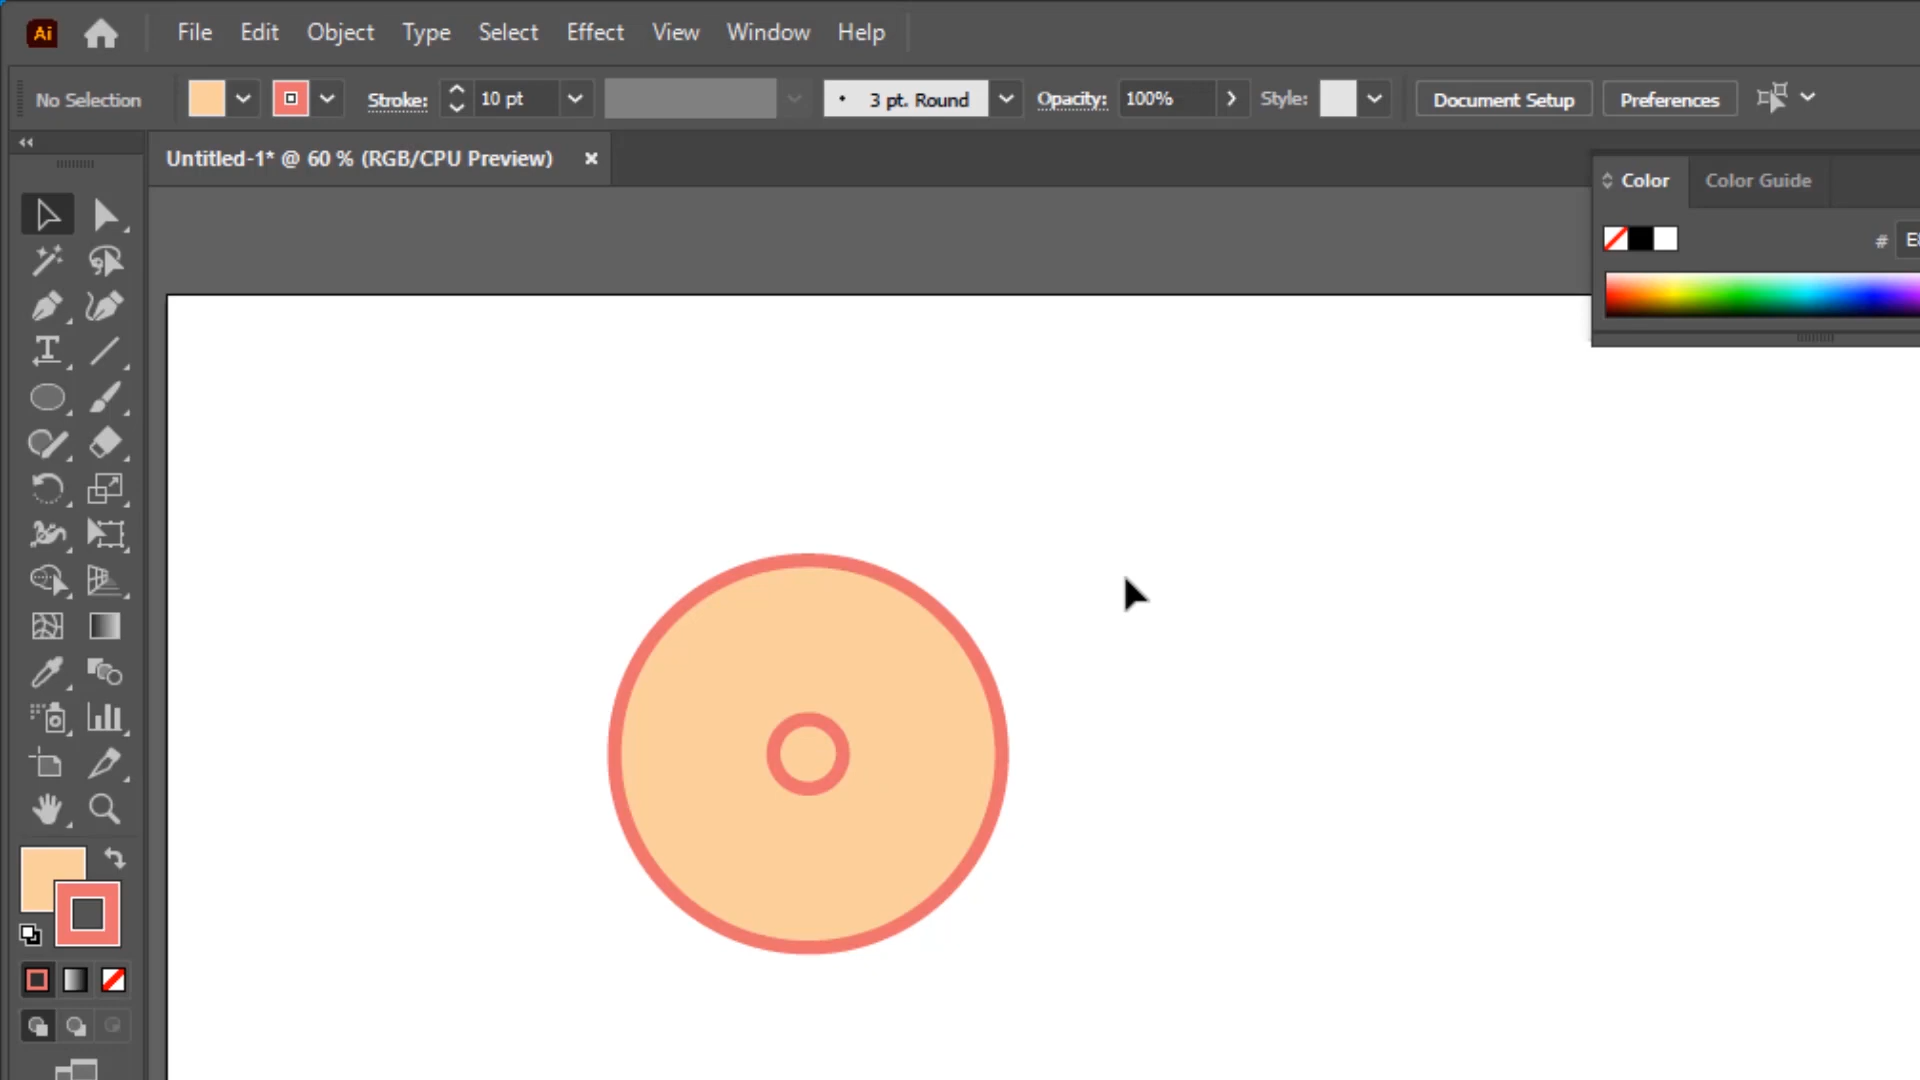 Ai File Edit Object Type Select Effect View Window Help
No Selection Stroke: 10 pt 3 pt. Round Opacity: 100% Style: Document Setup Preferences
Untitled-1* @ 60 % (RGB/CPU Preview)
Color Color Guide
#